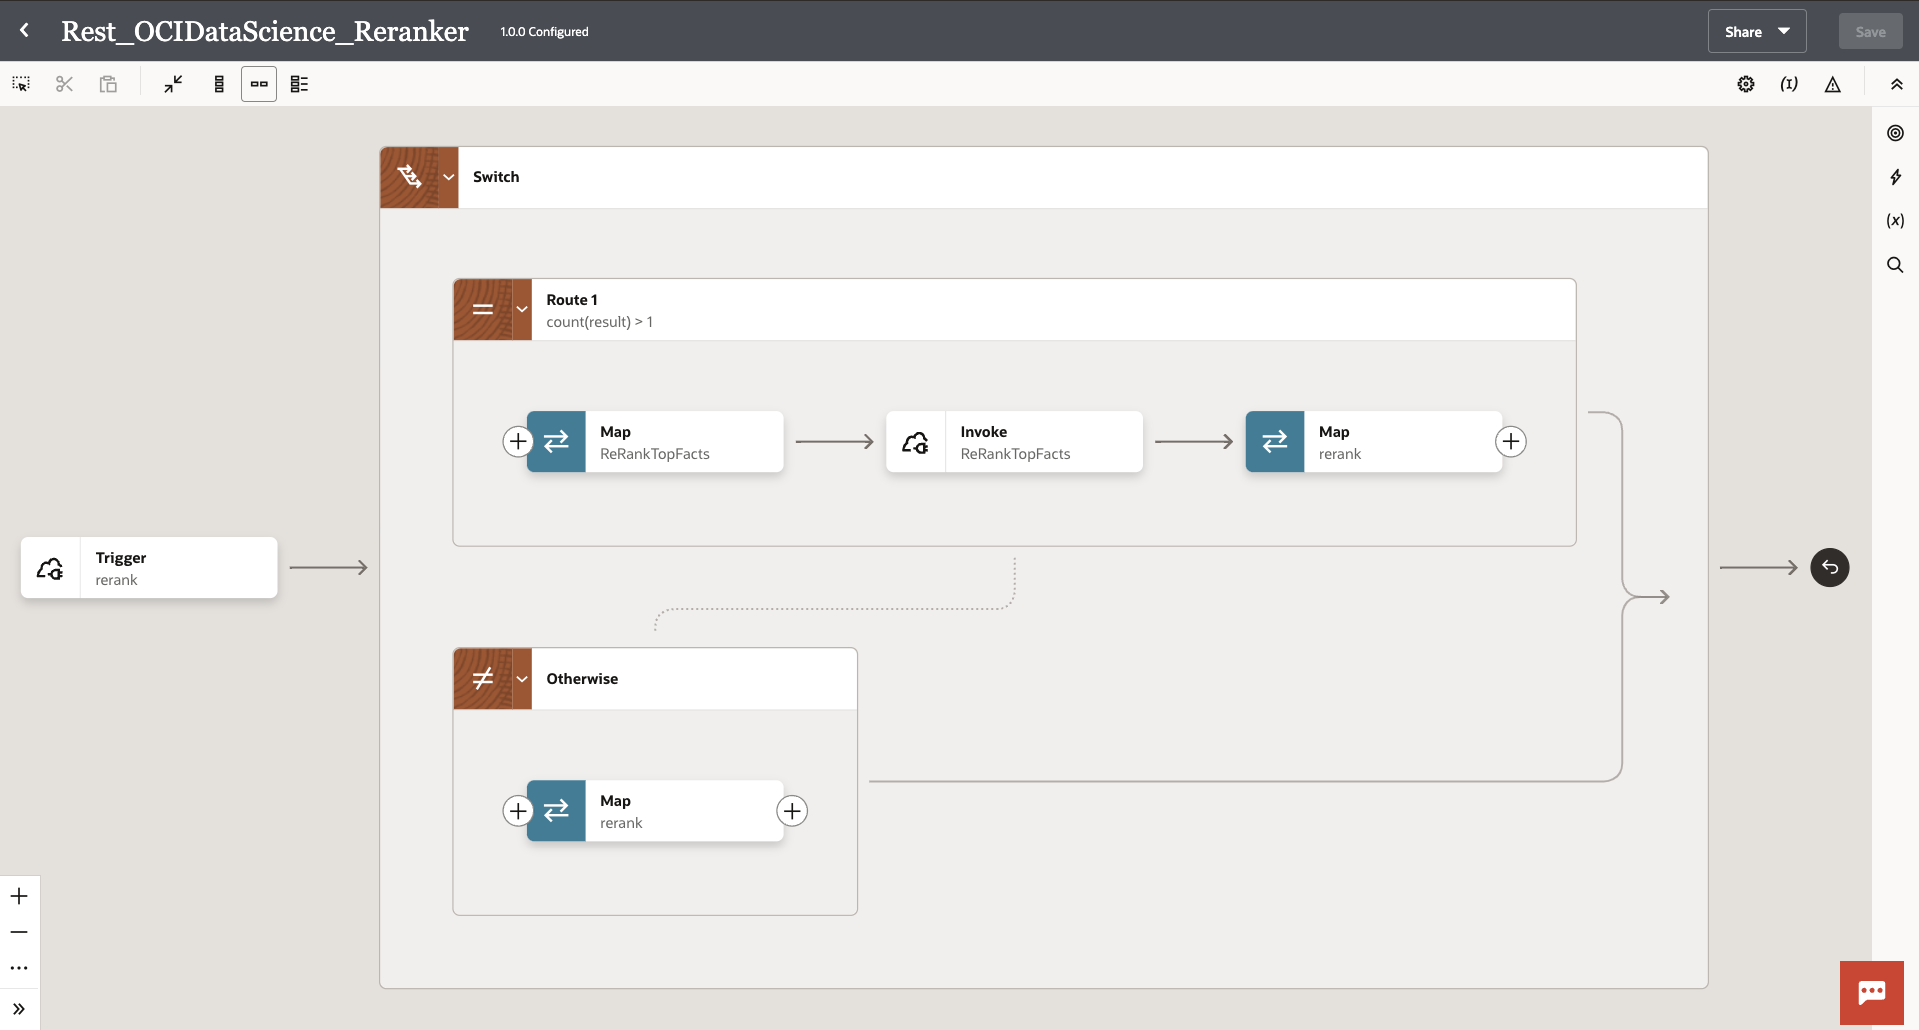 Rest_OCIDataScience_Reranker
1.0.0 Configured
Share
Save
Switch
Route 1
count(result) > 1
Map
ReRankTopFacts
Invoke
ReRankTopFacts
Map
rerank
Trigger
rerank
Otherwise
Map
rerank